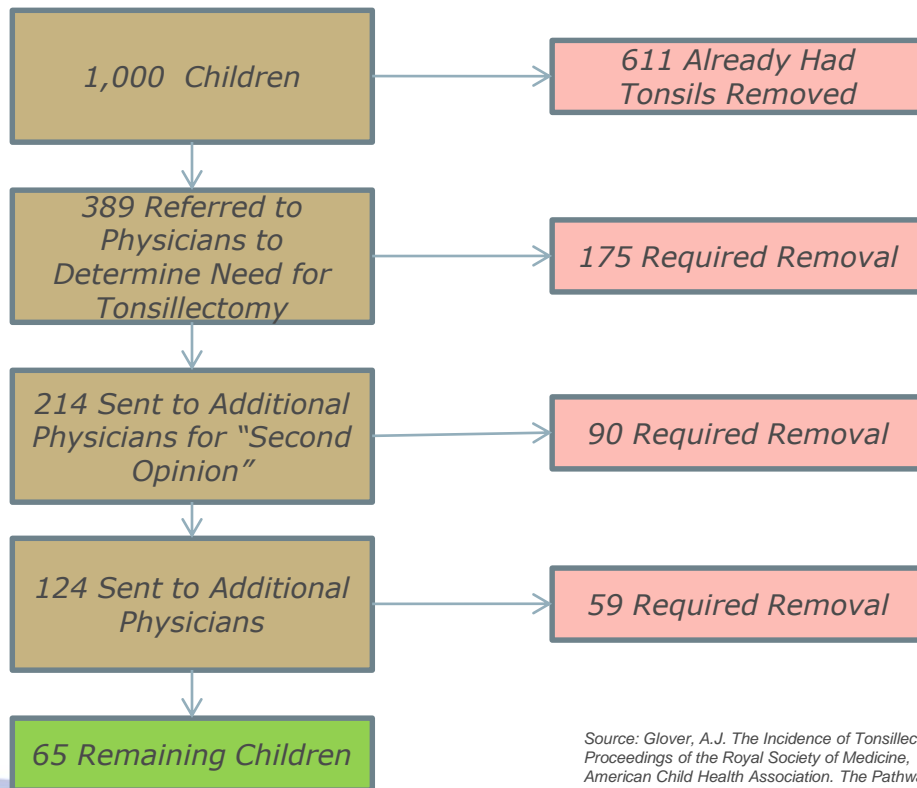 1,000 Children
611 Already Had
Tonsils Removed
389 Referred to
Physicians to
Determine Need for
Tonsillectomy
175 Required Removal
214 Sent to Additional
Physicians for “Second
Opinion”
90 Required Removal
124 Sent to Additional
Physicians
59 Required Removal
65 Remaining Children
Source: Glover, A.J. The Incidence of Tonsillec
Proceedings of the Royal Society of Medicine,
American Child Health Association. The Pathwa